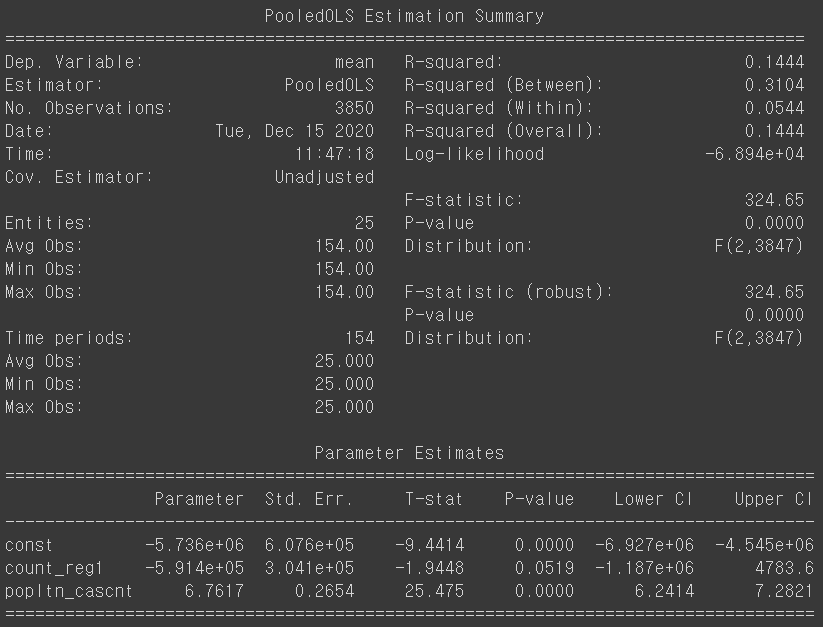 PooledOLS Estimation Summary
================================================================================
Dep. Variable: mean R-squared: 0.1444
Estimator: PooledOLS R-squared (Between): 0.3104
No. Observations: 3850 R-squared (Within): 0.0544
Date: Tue, Dec 15 2020 R-squared (Overall): 0.1444
Time: 11:47:18 Log-likelihood -6.894e+04
Cov. Estimator: Unadjusted
F-statistic: 324.65
Entities: 25 P-value 0.0000
Avg Obs: 154.00 Distribution: F(2,3847)
Min Obs: 154.00
Max Obs: 154.00 F-statistic (robust): 324.65
P-value 0.0000
Time periods: 154 Distribution: F(2,3847)
Avg Obs: 25.000
Min Obs: 25.000
Max Obs: 25.000
Parameter Estimates
=================================================================================
Parameter Std. Err. T-stat P-value Lower CI Upper CI
---------------------------------------------------------------------------------
const -5.736e+06 6.076e+05 -9.4414 0.0000 -6.927e+06 -4.545e+06
count_reg1 -5.914e+05 3.041e+05 -1.9448 0.0519 -1.187e+06 4783.6
popltn_cascnt 6.7617 0.2654 25.475 0.0000 6.2414 7.2821
=================================================================================